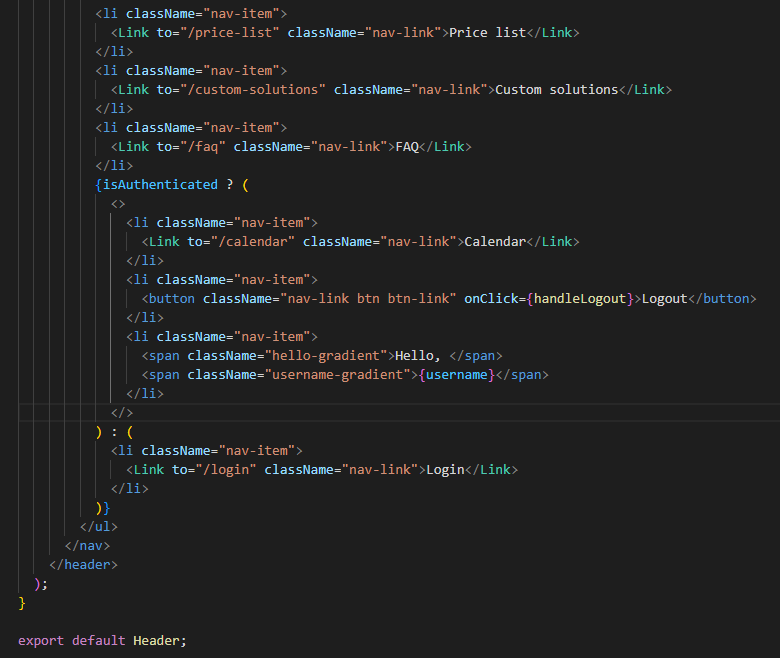 <li className="nav-item">
<Link to="/price-list" className="nav-link">Price list</Link>
</li>
<li className="nav-item">
<Link to="/custom-solutions" className="nav-link">Custom solutions</Link>
</li>
<li className="nav-item">
<Link to="/faq" className="nav-link">FAQ</Link>
</li>
{isAuthenticated ? (
<>
<li className="nav-item">
<Link to="/calendar" className="nav-link">Calendar</Link>
</li>
<li className="nav-item">
<button className="nav-link btn btn-link" onClick={handleLogout}>Logout</button>
</li>
<li className="nav-item">
<span className="hello-gradient">Hello, </span>
<span className="username-gradient">{username}</span>
</li>
</>
) : (
<li className="nav-item">
<Link to="/login" className="nav-link">Login</Link>
</li>
)}
</ul>
</nav>
</header>
);
}
export default Header;